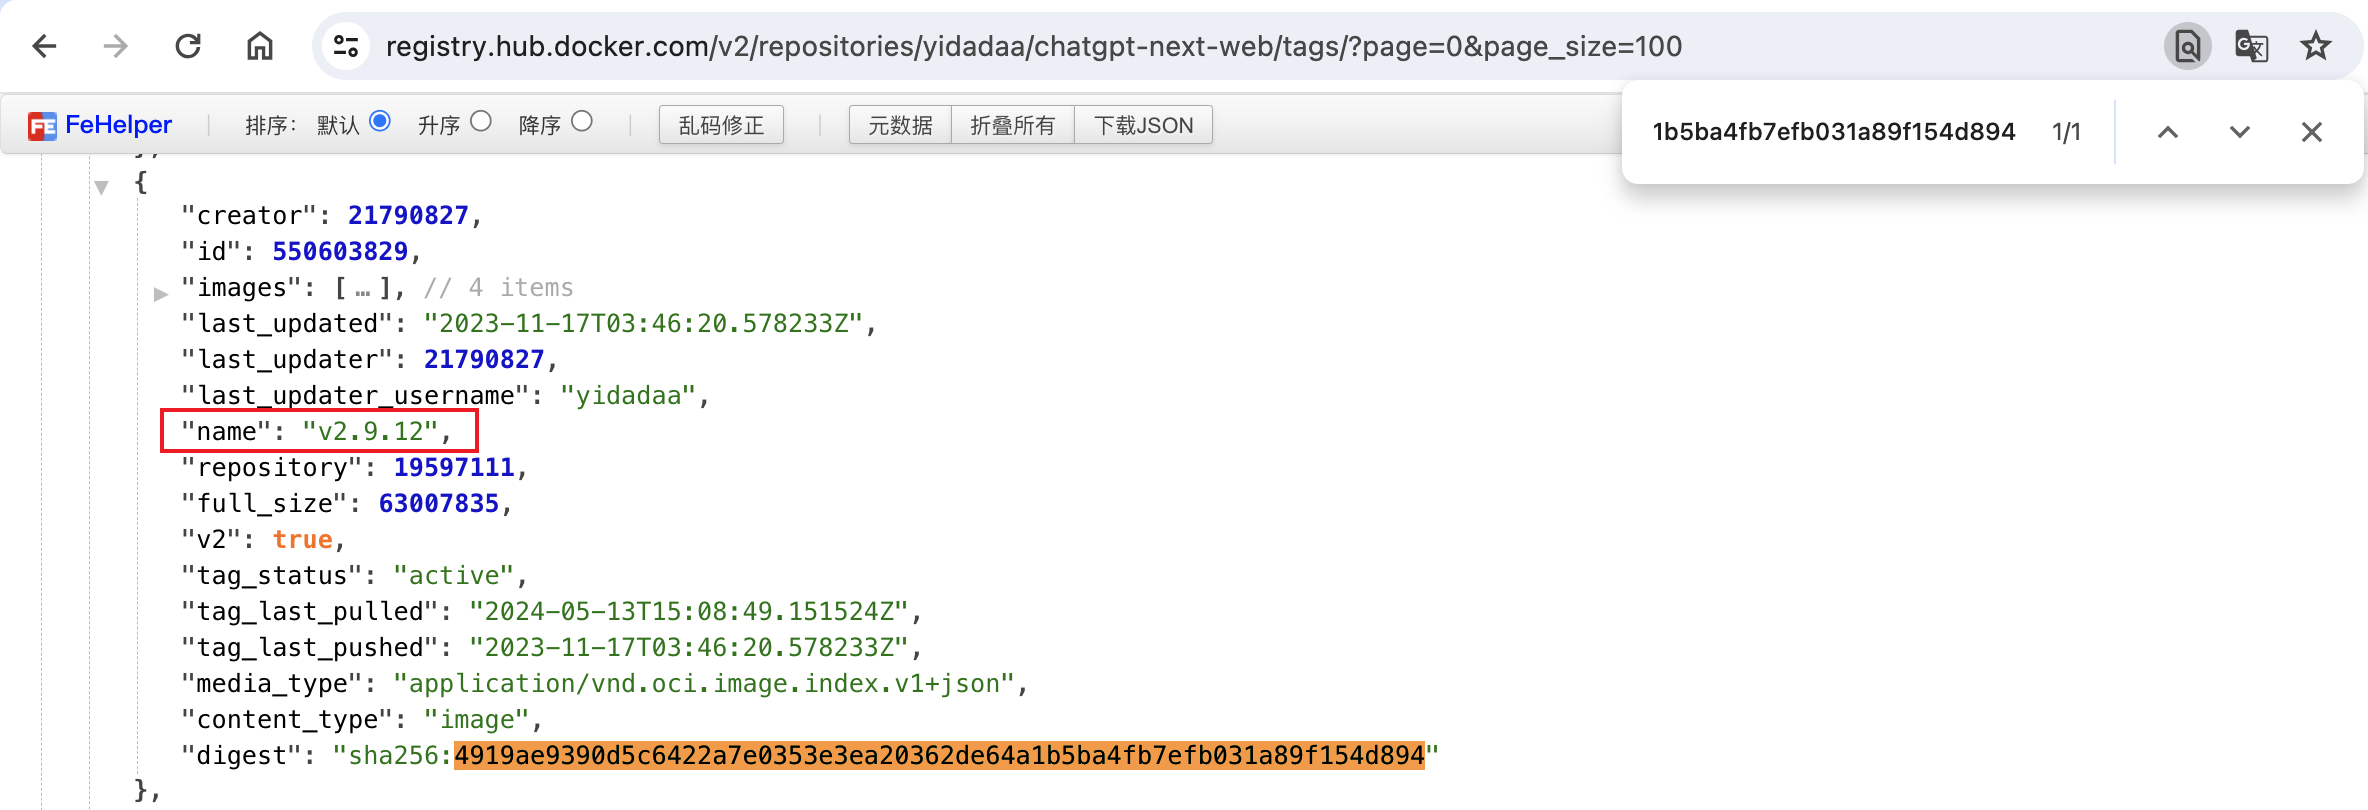 registry.hub.docker.com/v2/repositories/yidadaa/chatgpt-next-web/tags/?page=0&page_size=100
FeHelper 排序: 默认 升序 降序 乱码修正 元数据 折叠所有 下载JSON
1b5ba4fb7efb031a89f154d894 1/1
},
{
"creator": 21790827,
"id": 550603829,
"images": [ … ], // 4 items
"last_updated": "2023-11-17T03:46:20.578233Z",
"last_updater": 21790827,
"last_updater_username": "yidadaa",
"name": "v2.9.12",
"repository": 19597111,
"full_size": 63007835,
"v2": true,
"tag_status": "active",
"tag_last_pulled": "2024-05-13T15:08:49.151524Z",
"tag_last_pushed": "2023-11-17T03:46:20.578233Z",
"media_type": "application/vnd.oci.image.index.v1+json",
"content_type": "image",
"digest": "sha256:4919ae9390d5c6422a7e0353e3ea20362de64a1b5ba4fb7efb031a89f154d894"
},